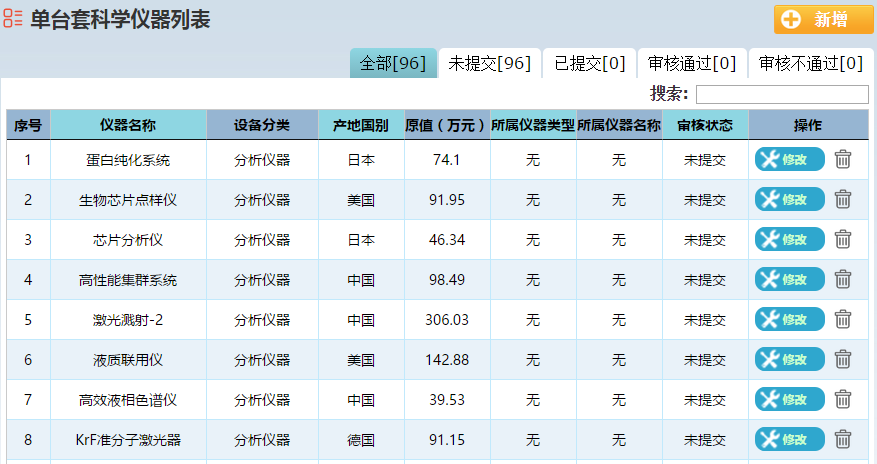 单台套科学仪器列表
新增
全部[96] 未提交[96] 已提交[0] 审核通过[0] 审核不通过[0]
搜索:
序号 仪器名称 设备分类 产地国别 原值（万元） 所属仪器类型 所属仪器名称 审核状态 操作
1 蛋白纯化系统 分析仪器 日本 74.1 无 无 未提交 修改
2 生物芯片点样仪 分析仪器 美国 91.95 无 无 未提交 修改
3 芯片分析仪 分析仪器 日本 46.34 无 无 未提交 修改
4 高性能集群系统 分析仪器 中国 98.49 无 无 未提交 修改
5 激光溅射-2 分析仪器 中国 306.03 无 无 未提交 修改
6 液质联用仪 分析仪器 美国 142.88 无 无 未提交 修改
7 高效液相色谱仪 分析仪器 中国 39.53 无 无 未提交 修改
8 KrF准分子激光器 分析仪器 德国 91.15 无 无 未提交 修改